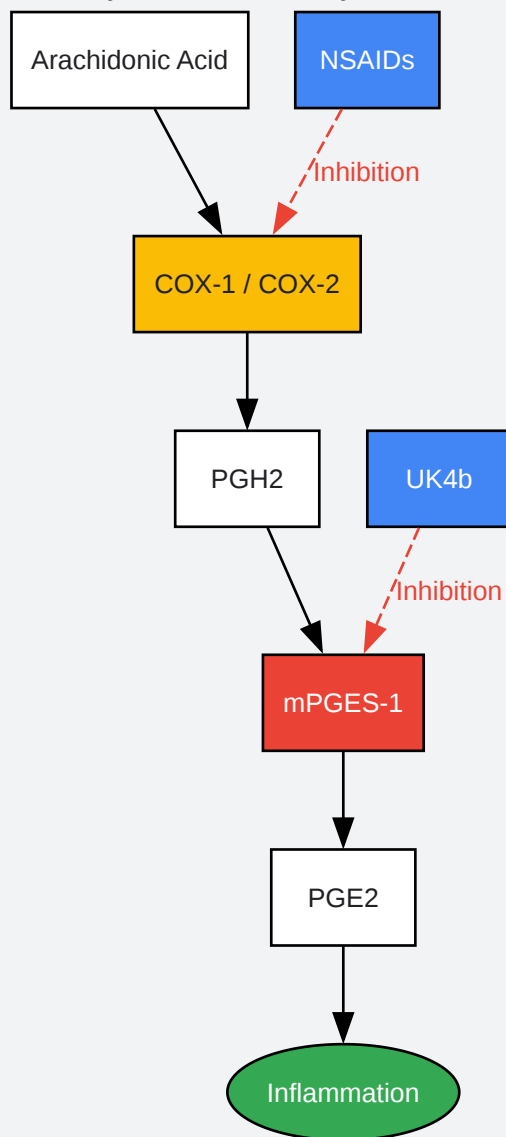 Arachidonic Acid
NSAIDs
Inhibition
COX-1 / COX-2
PGH2
UK4b
Inhibition
mPGES-1
PGE2
Inflammation